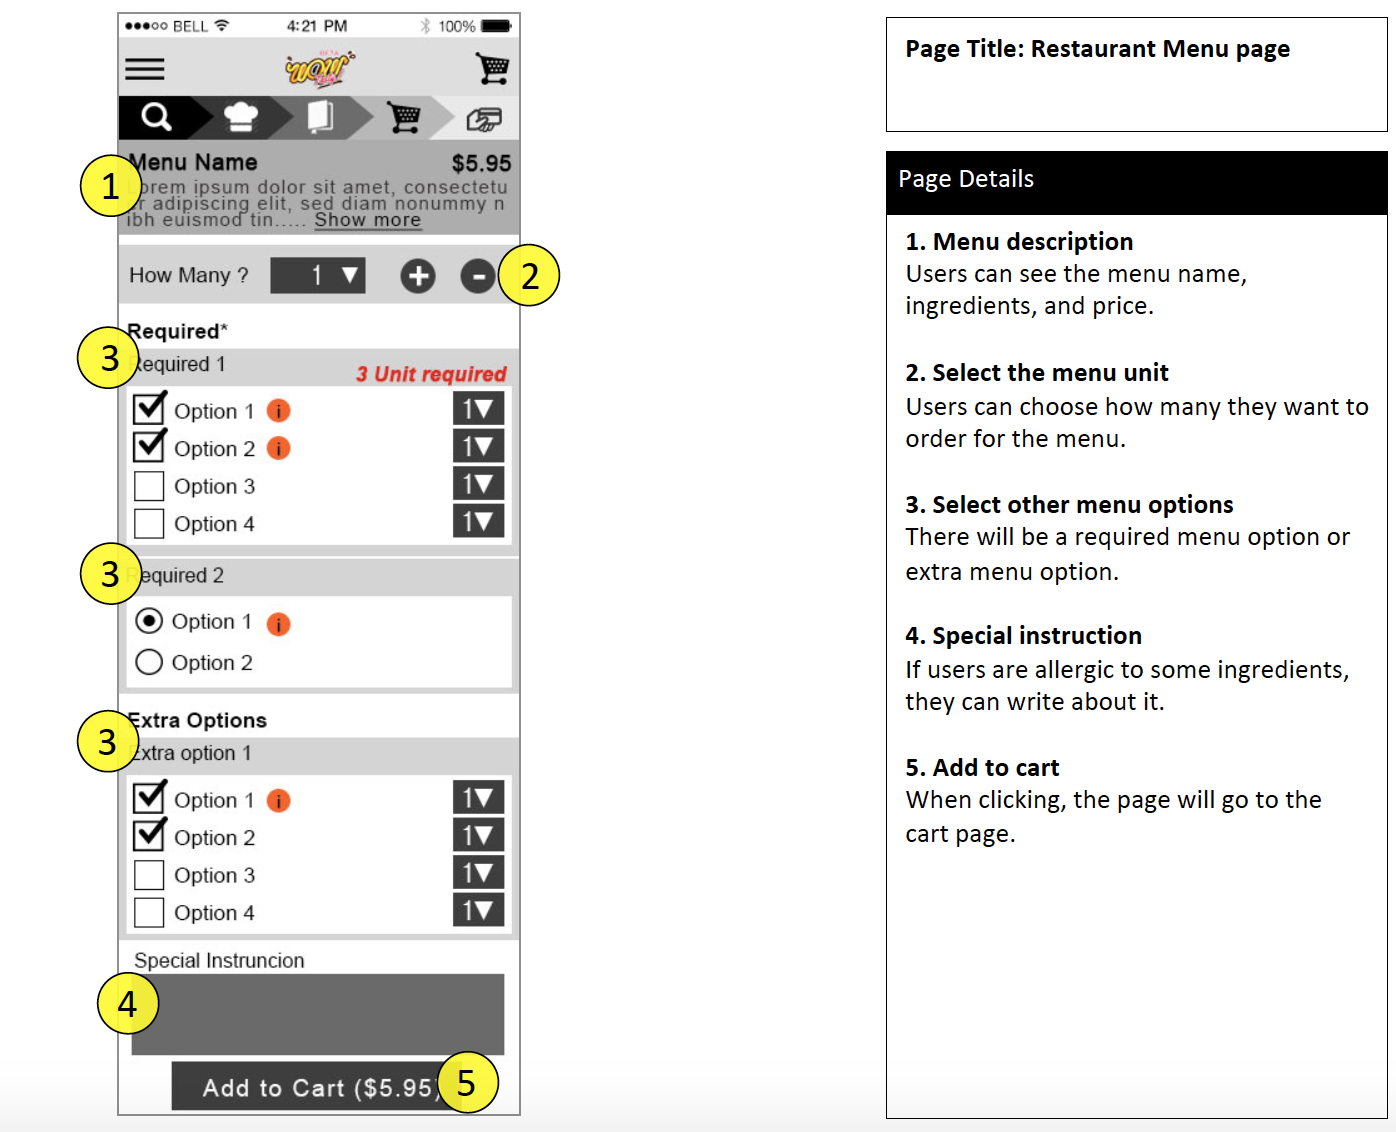 BELL 4:21 PM 100%
BETA
WOW
Menu Name $5.95
Lorem ipsum dolor sit amet, consectetu
er adipiscing elit, sed diam nonummy n
ibh euismod tin..... Show more
1
How Many ? 1 ▼ + -
2
Required*
3
Required 1
3 Unit required
Option 1 i 1▼
Option 2 i 1▼
Option 3 1▼
Option 4 1▼
3
Required 2
Option 1 i
Option 2
Extra Options
3
Extra option 1
Option 1 i 1▼
Option 2 1▼
Option 3 1▼
Option 4 1▼
Special Instruncion
4
Add to Cart ($5.95)
5
Page Title: Restaurant Menu page
Page Details
1. Menu description
Users can see the menu name,
ingredients, and price.
2. Select the menu unit
Users can choose how many they want to
order for the menu.
3. Select other menu options
There will be a required menu option or
extra menu option.
4. Special instruction
If users are allergic to some ingredients,
they can write about it.
5. Add to cart
When clicking, the page will go to the
cart page.